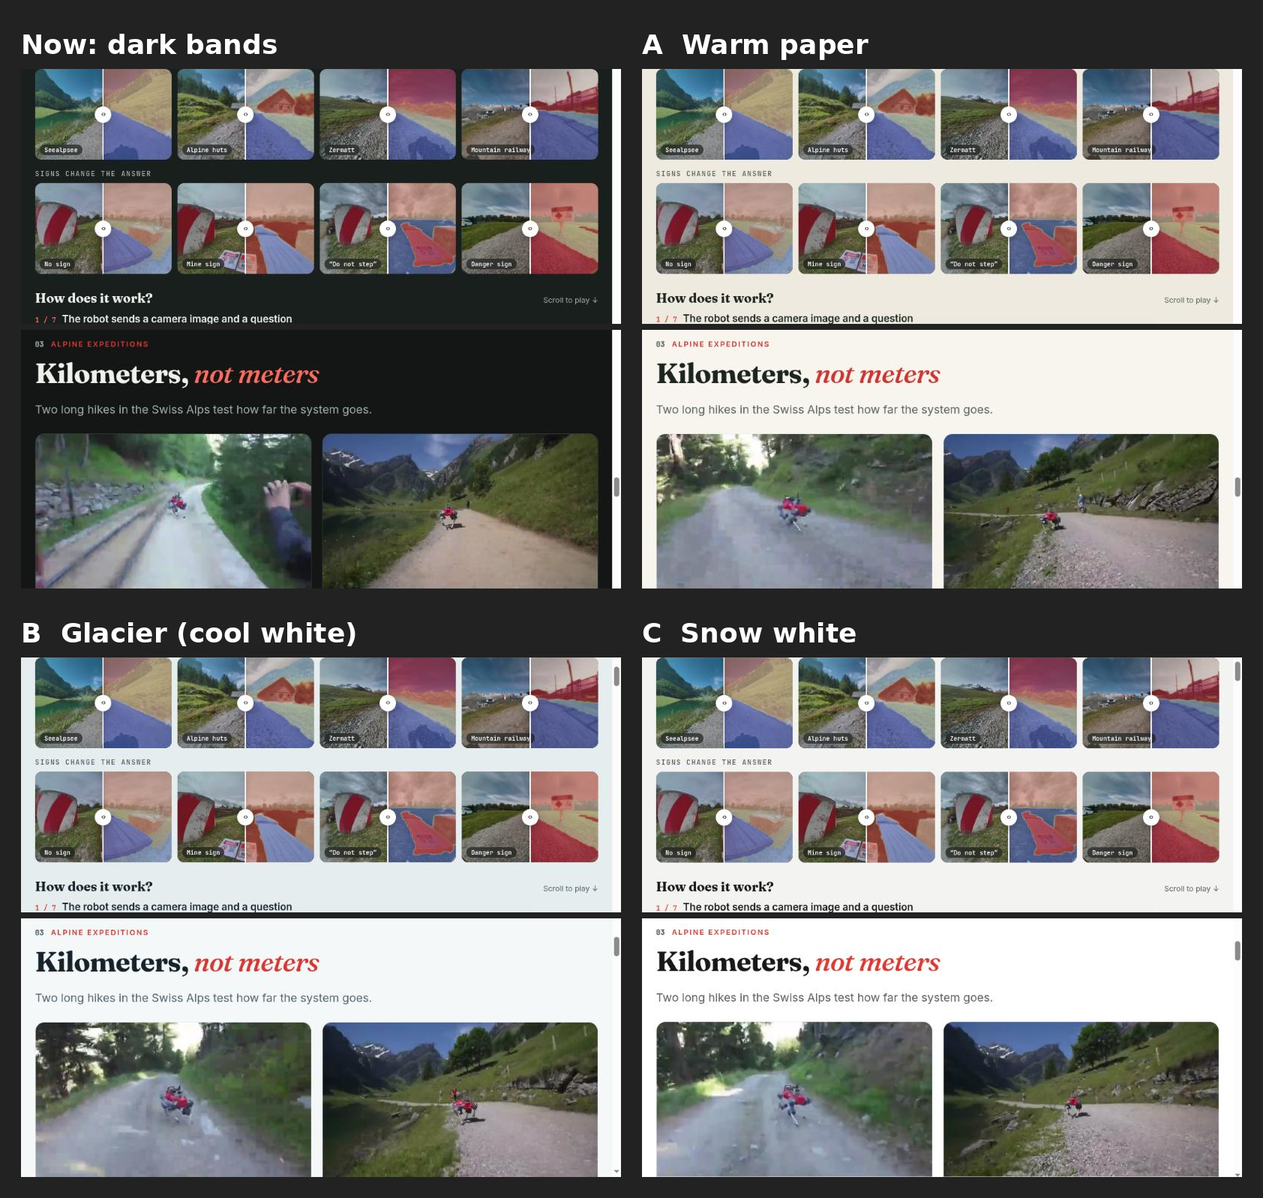 Now: dark bands
Seealpsee
Alpine huts
Zermatt
Mountain railway
SIGNS CHANGE THE ANSWER
No sign
Mine sign
"Do not step"
Danger sign
How does it work?
Scroll to play ↓
1 / 7 The robot sends a camera image and a question
03 ALPINE EXPEDITIONS
Kilometers, not meters
Two long hikes in the Swiss Alps test how far the system goes.
A Warm paper
Seealpsee
Alpine huts
Zermatt
Mountain railway
SIGNS CHANGE THE ANSWER
No sign
Mine sign
"Do not step"
Danger sign
How does it work?
Scroll to play ↓
1 / 7 The robot sends a camera image and a question
03 ALPINE EXPEDITIONS
Kilometers, not meters
Two long hikes in the Swiss Alps test how far the system goes.
B Glacier (cool white)
Seealpsee
Alpine huts
Zermatt
Mountain railway
SIGNS CHANGE THE ANSWER
No sign
Mine sign
"Do not step"
Danger sign
How does it work?
Scroll to play ↓
1 / 7 The robot sends a camera image and a question
03 ALPINE EXPEDITIONS
Kilometers, not meters
Two long hikes in the Swiss Alps test how far the system goes.
C Snow white
Seealpsee
Alpine huts
Zermatt
Mountain railway
SIGNS CHANGE THE ANSWER
No sign
Mine sign
"Do not step"
Danger sign
How does it work?
Scroll to play ↓
1 / 7 The robot sends a camera image and a question
03 ALPINE EXPEDITIONS
Kilometers, not meters
Two long hikes in the Swiss Alps test how far the system goes.